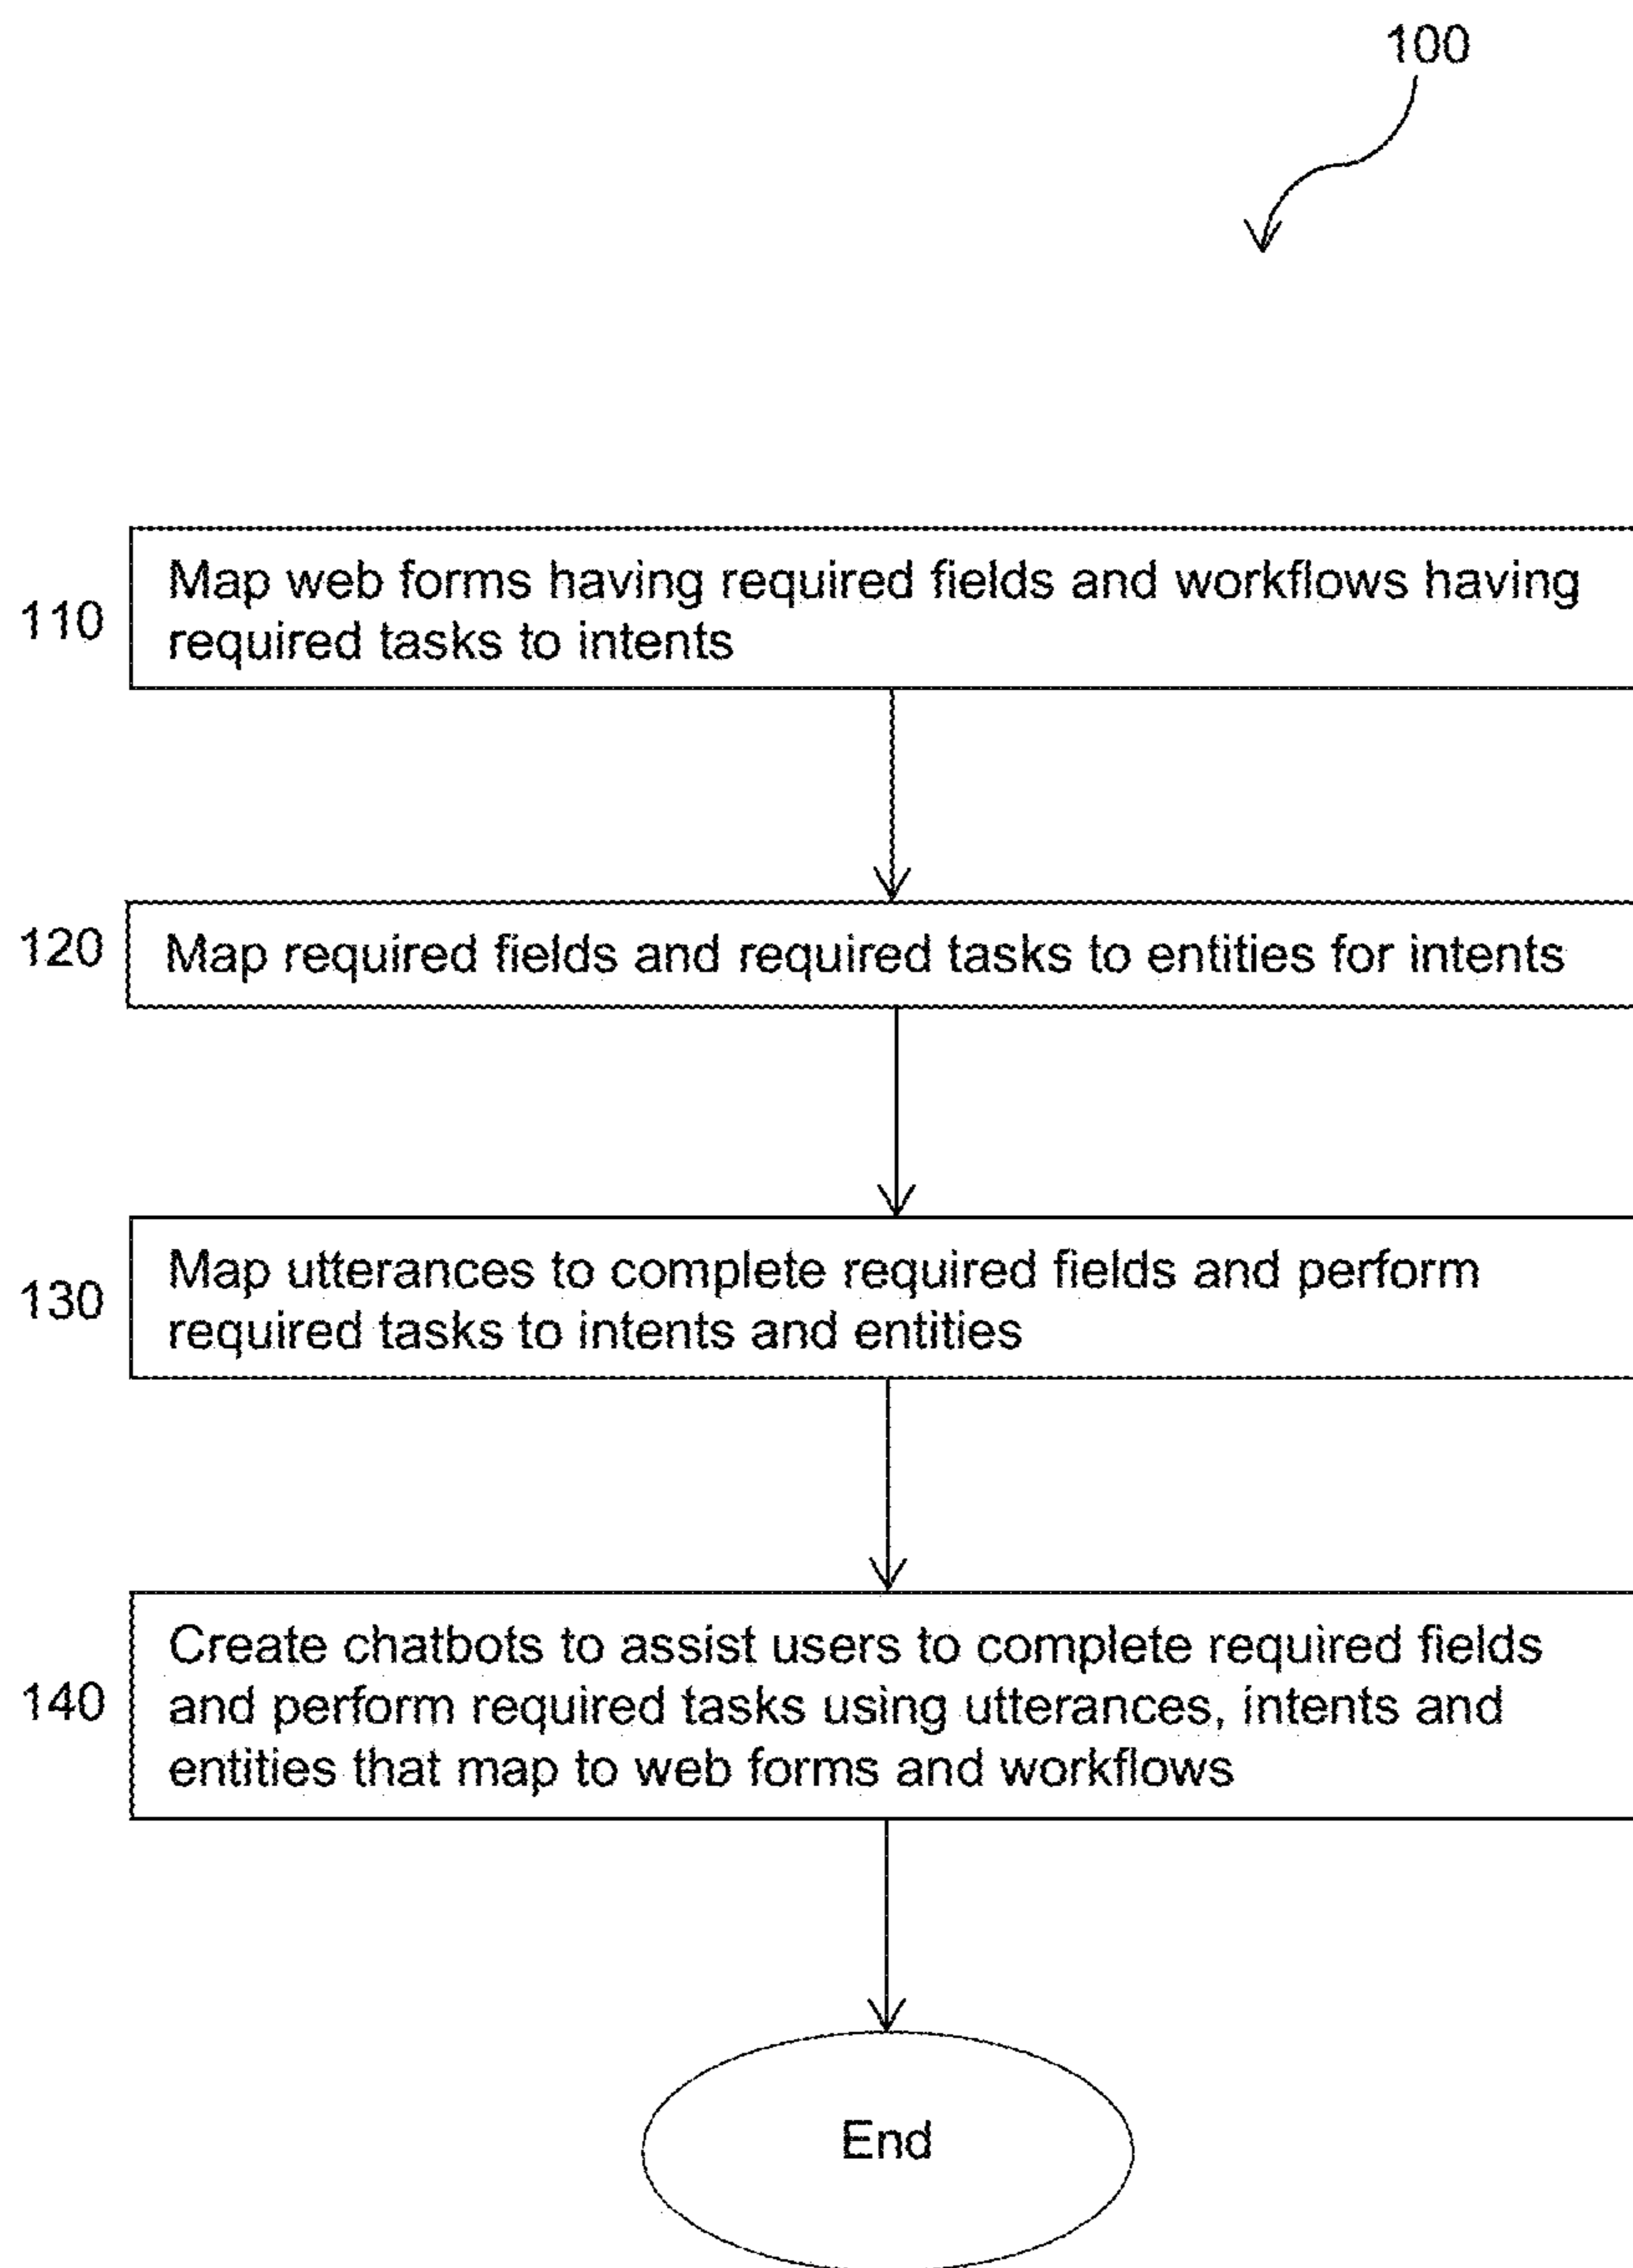 100
110
Map web forms having required fields and workflows having
required tasks to intents
120
Map required fields and required tasks to entities for intents
130
Map utterances to complete required fields and perform
required tasks to intents and entities
140
Create chatbots to assist users to complete required fields
and perform required tasks using utterances, intents and
entities that map to web forms and workflows
End